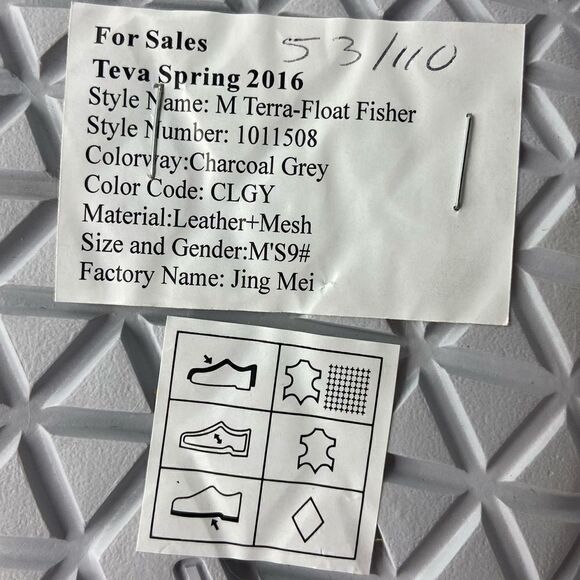 For Sales 53/110
Teva Spring 2016
Style Name: M Terra-Float Fisher
Style Number: 1011508
Colorway:Charcoal Grey
Color Code: CLGY
Material:Leather+Mesh
Size and Gender:M'S9#
Factory Name: Jing Mei